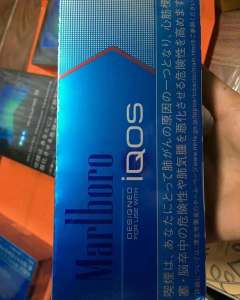 Marlboro
DESIGNED
FOR USE WITH
IQOS
喫煙は、あなたにとって肺がんの原因の一つとなり、心筋梗
塞・脳卒中の危険性や肺気腫を悪化させる危険性を高めます。